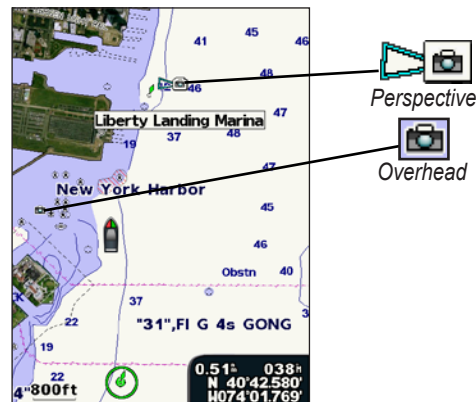 45
41
46
48
46
Liberty Landing Marina
47
37
48
19
47
New York Harbor
45
46
Obstn
40
37
"31",Fl G 4s GONG
22
19
22
4"
800ft
0.51
038
N 40°42.580'
W074°01.769'
Perspective
Overhead